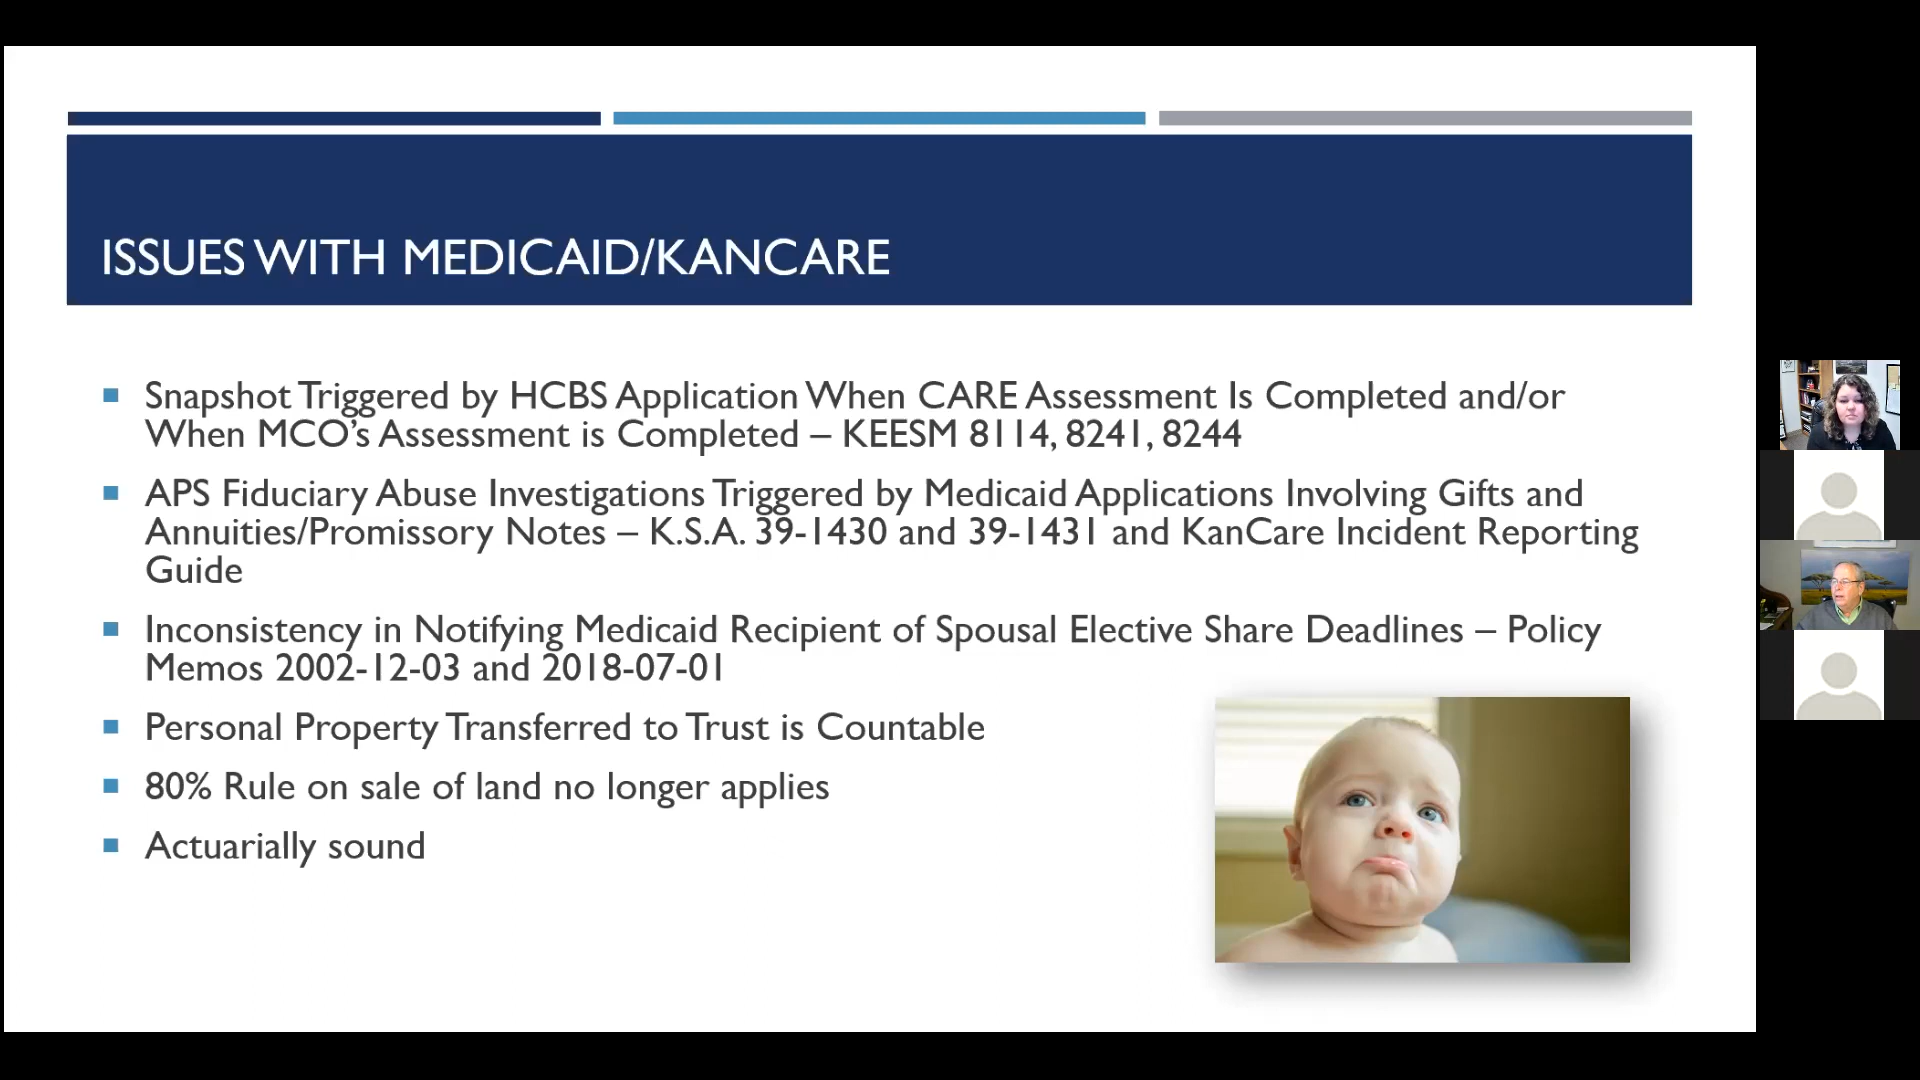 ISSUES WITH MEDICAID/KANCARE
Snapshot Triggered by HCBS Application When CARE Assessment Is Completed and/or
When MCO's Assessment is Completed – KEESM 8114, 8241, 8244
APS Fiduciary Abuse Investigations Triggered by Medicaid Applications Involving Gifts and
Annuities/Promissory Notes – K.S.A. 39-1430 and 39-1431 and KanCare Incident Reporting
Guide
Inconsistency in Notifying Medicaid Recipient of Spousal Elective Share Deadlines – Policy
Memos 2002-12-03 and 2018-07-01
Personal Property Transferred to Trust is Countable
80% Rule on sale of land no longer applies
Actuarially sound